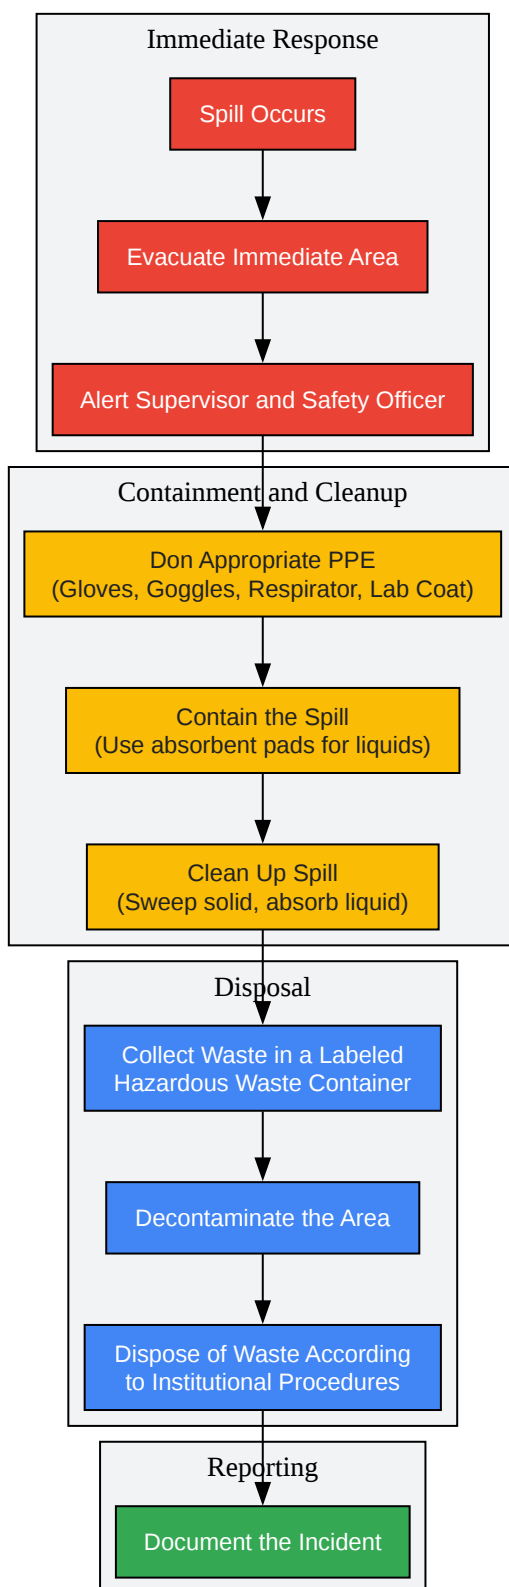 Immediate Response
Spill Occurs
Evacuate Immediate Area
Alert Supervisor and Safety Officer
Containment and Cleanup
Don Appropriate PPE
(Gloves, Goggles, Respirator, Lab Coat)
Contain the Spill
(Use absorbent pads for liquids)
Clean Up Spill
(Sweep solid, absorb liquid)
Disposal
Collect Waste in a Labeled
Hazardous Waste Container
Decontaminate the Area
Dispose of Waste According
to Institutional Procedures
Reporting
Document the Incident